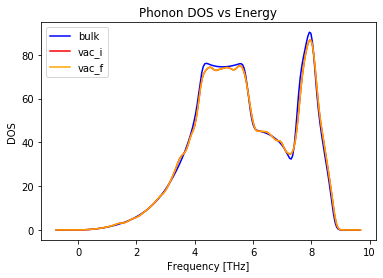 Phonon DOS vs Energy
bulk
vac_i
vac_f
DOS
80
60
40
20
0
0 2 4 6 8 10
Frequency [THz]